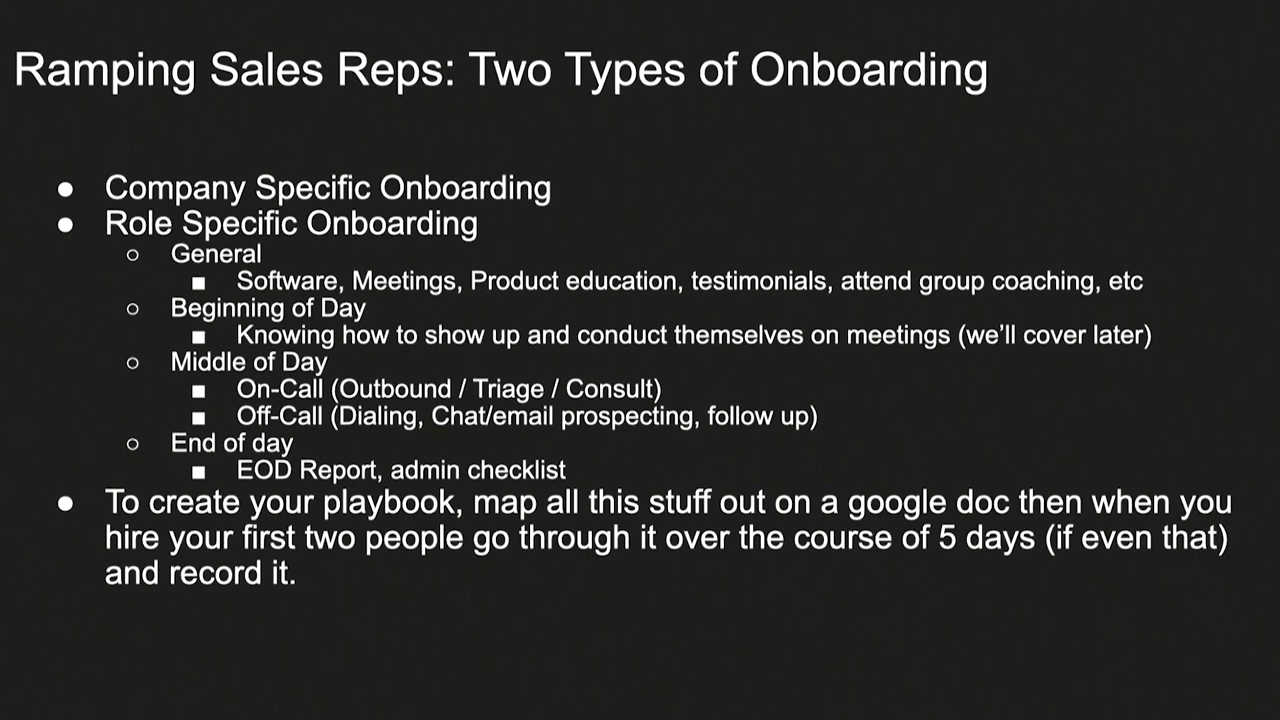 Ramping Sales Reps: Two Types of Onboarding
● Company Specific Onboarding
● Role Specific Onboarding
○ General
■ Software, Meetings, Product education, testimonials, attend group coaching, etc
○ Beginning of Day
■ Knowing how to show up and conduct themselves on meetings (we’ll cover later)
○ Middle of Day
■ On-Call (Outbound / Triage / Consult)
■ Off-Call (Dialing, Chat/email prospecting, follow up)
○ End of day
■ EOD Report, admin checklist
● To create your playbook, map all this stuff out on a google doc then when you
hire your first two people go through it over the course of 5 days (if even that)
and record it.